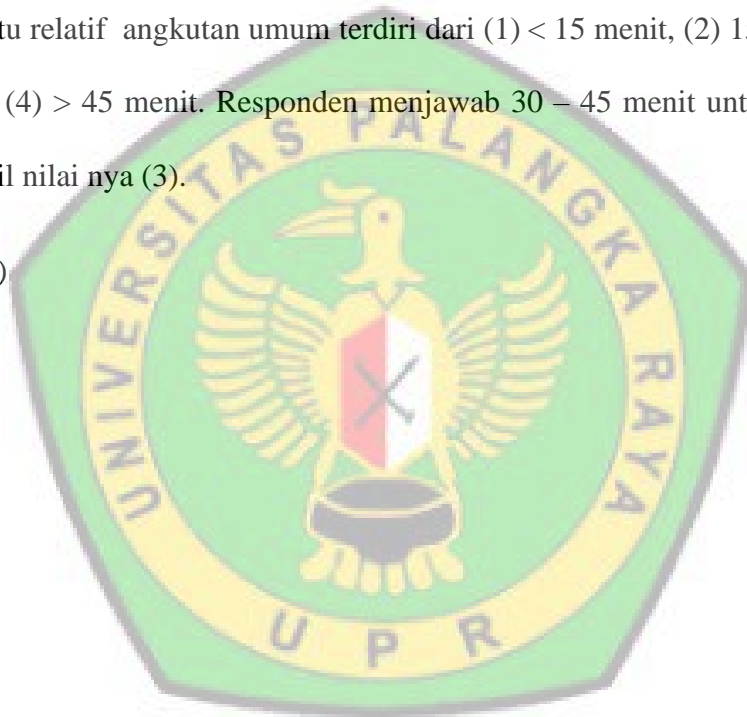 tu relatif angkutan umum terdiri dari (1) < 15 menit, (2) 1
(4) > 45 menit. Responden menjawab 30 – 45 menit unt
il nilai nya (3).
)
UNIVERSITAS PALANGKA RAYA
UPR